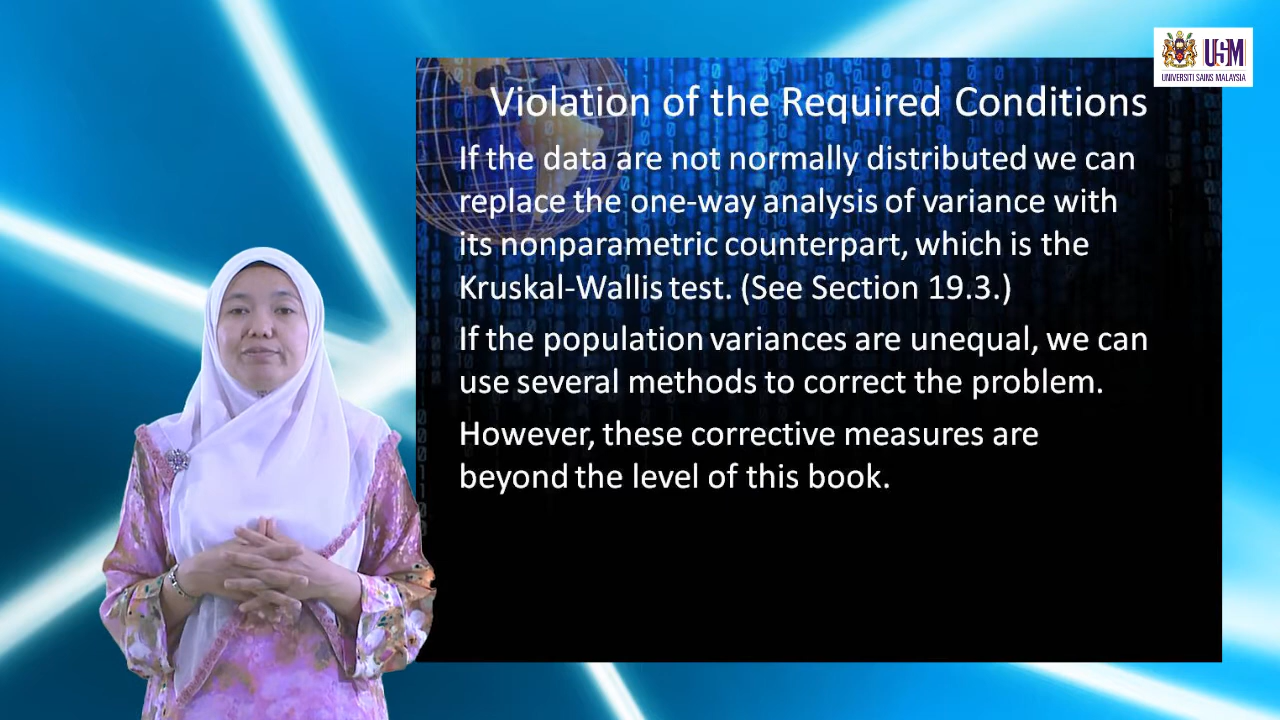 USM
UNIVERSITI SAINS MALAYSIA
Violation of the Required Conditions
If the data are not normally distributed we can
replace the one-way analysis of variance with
its nonparametric counterpart, which is the
Kruskal-Wallis test. (See Section 19.3.)
If the population variances are unequal, we can
use several methods to correct the problem.
However, these corrective measures are
beyond the level of this book.